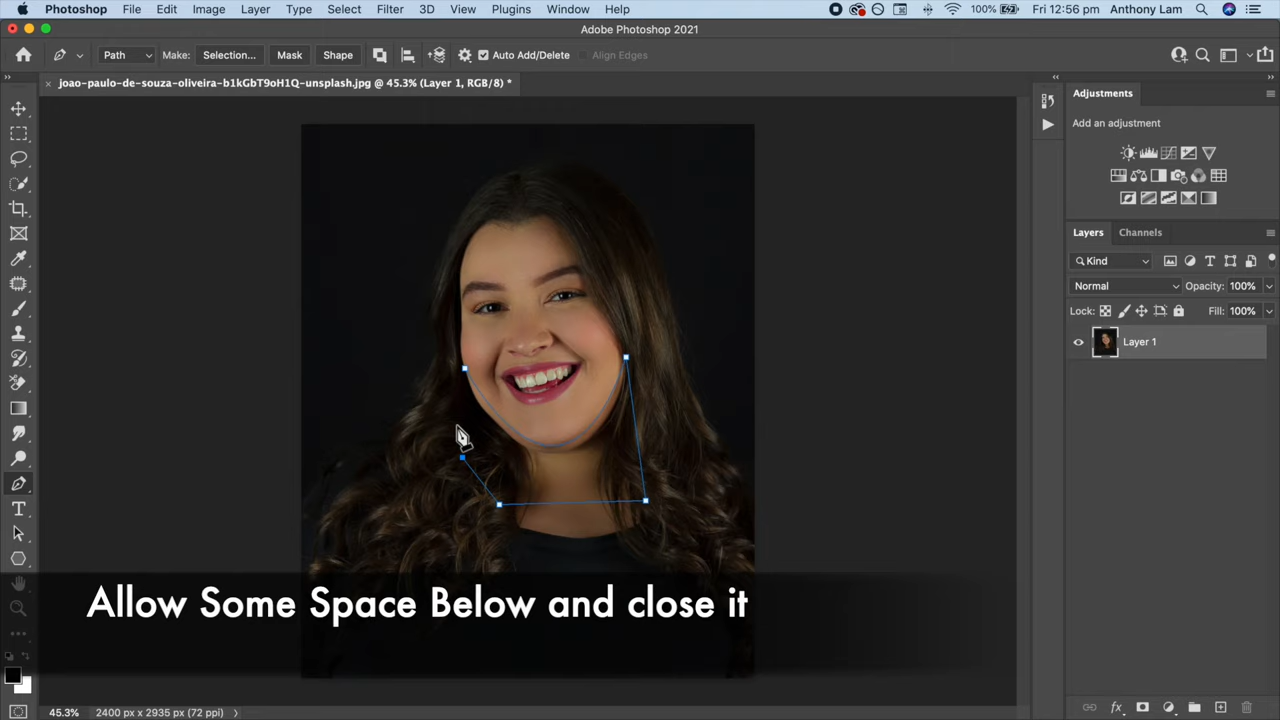 Photoshop File Edit Image Layer Type Select Filter 3D View Plugins Window Help 100% Fri 12:56 pm Anthony Lam
Adobe Photoshop 2021
Path Make: Selection... Mask Shape Auto Add/Delete Align Edges
joao-paulo-de-souza-oliveira-b1kGbT9oH1Q-unsplash.jpg @ 45.3% (Layer 1, RGB/8) *
Adjustments
Add an adjustment
Layers Channels
Kind
Normal Opacity: 100%
Lock: Fill: 100%
Layer 1
Allow Some Space Below and close it
45.3% 2400 px x 2935 px (72 ppi)